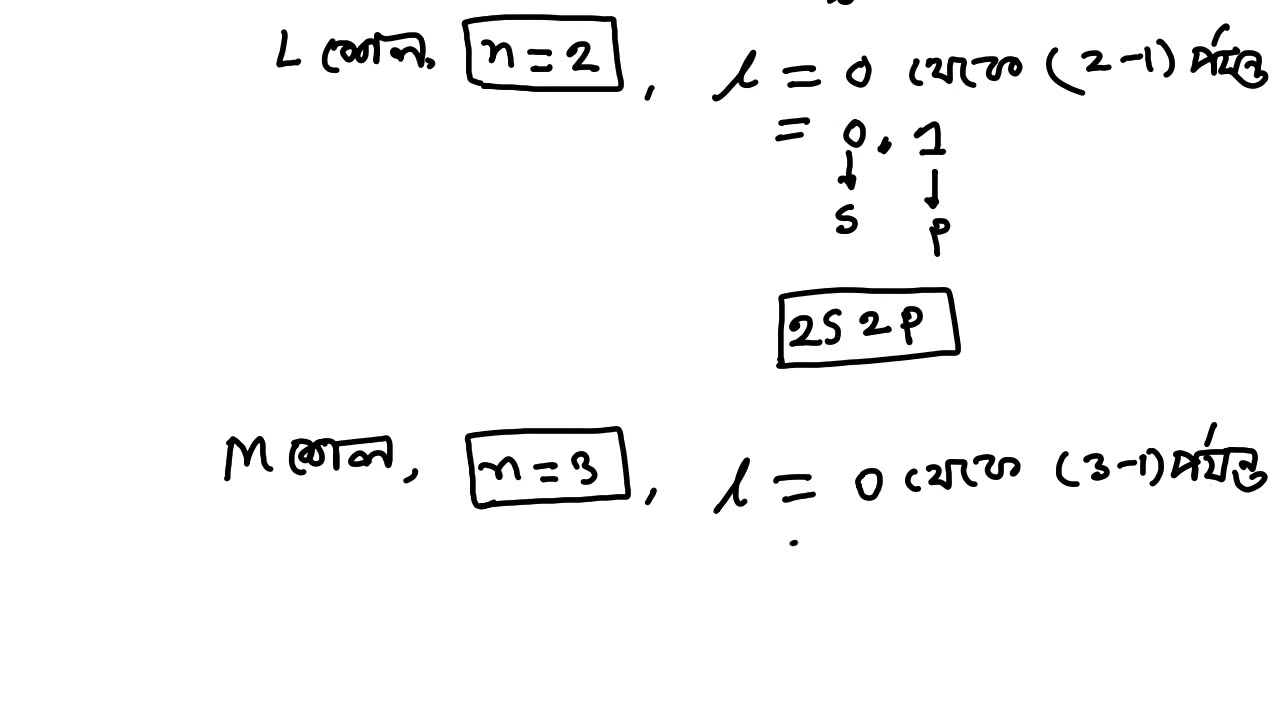 L শেল, n = 2, l = 0 থেকে (2-1) পর্যন্ত
= 0, 1
↓ ↓
S P
2S 2P
M শেল, n = 3, l = 0 থেকে (3-1) পর্যন্ত